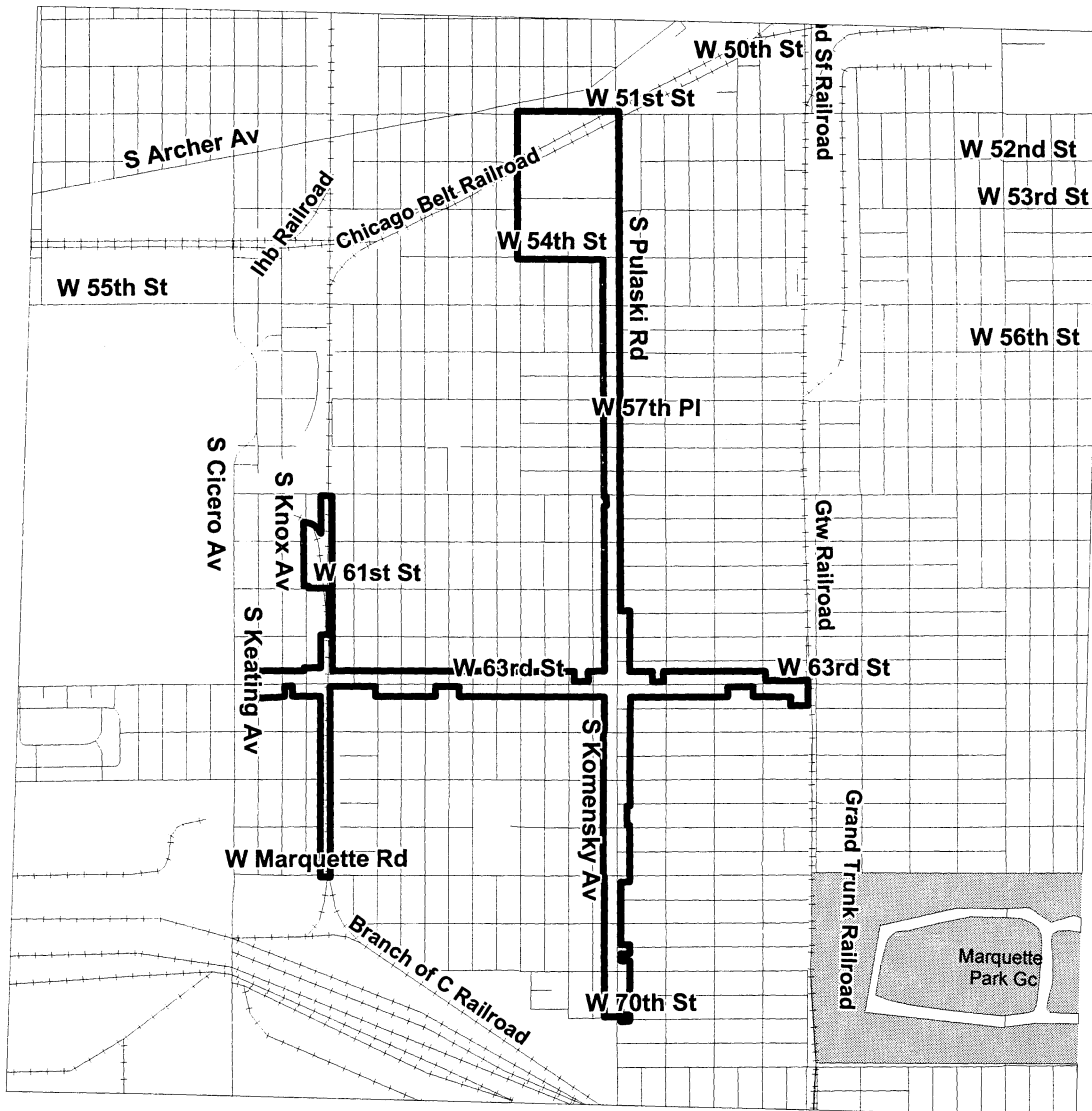 W 50th St
nd Sf Railroad
W 51st St
S Archer Av
W 52nd St
Chicago Belt Railroad
Ihb Railroad
W 53rd St
W 54th St
S Pulaski Rd
W 55th St
W 56th St
W 57th Pl
S Cicero Av
S Knox Av
Gtw Railroad
W 61st St
S Keating Av
W 63rd St
W 63rd St
S Komensky Av
Grand Trunk Railroad
W Marquette Rd
Branch of C Railroad
Marquette
Park Gc
W 70th St